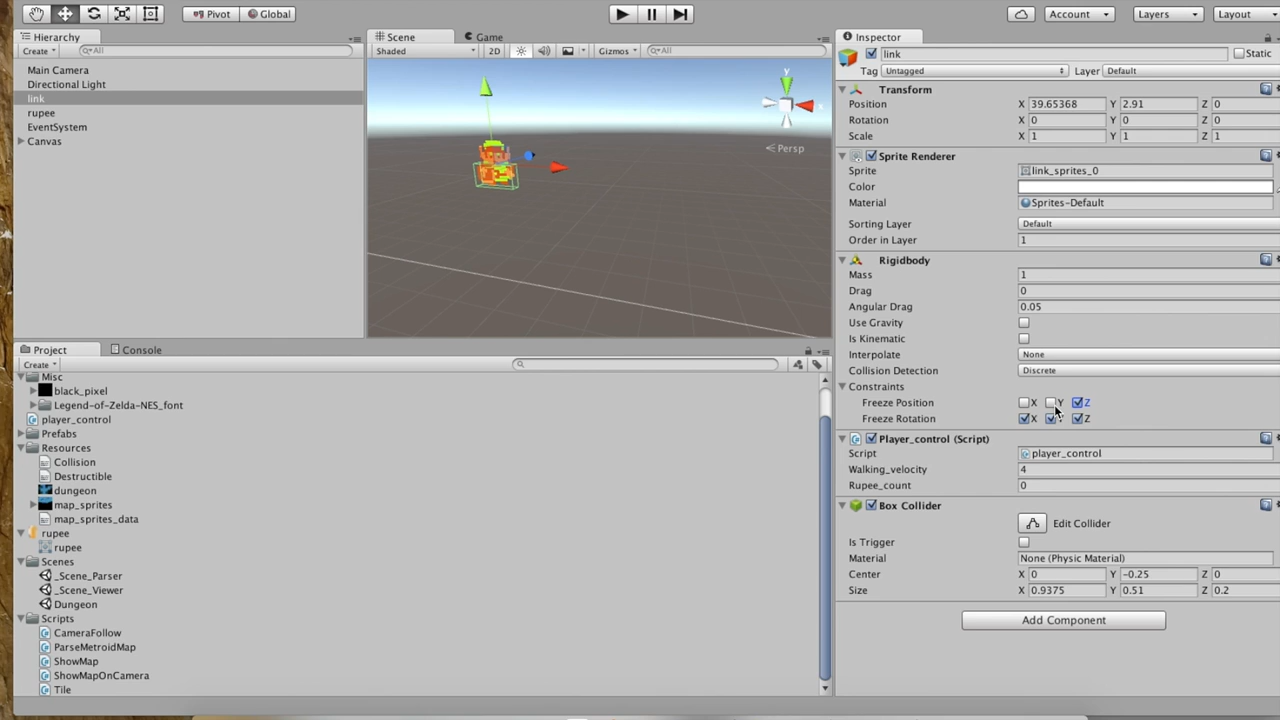 Pivot Global Account Layers Layout
Hierarchy
Create All
Main Camera
Directional Light
link
rupee
EventSystem
Canvas
Scene Game
Shaded 2D Gizmos All
y
x
Persp
Project Console
Create
Misc
black_pixel
Legend-of-Zelda-NES_font
player_control
Prefabs
Resources
Collision
Destructible
dungeon
map_sprites
map_sprites_data
rupee
rupee
Scenes
_Scene_Parser
_Scene_Viewer
Dungeon
Scripts
CameraFollow
ParseMetroidMap
ShowMap
ShowMapOnCamera
Tile
Inspector
link Static
Tag Untagged Layer Default
Transform
Position X 39.65368 Y 2.91 Z 0
Rotation X 0 Y 0 Z 0
Scale X 1 Y 1 Z 1
Sprite Renderer
Sprite link_sprites_0
Color
Material Sprites-Default
Sorting Layer Default
Order in Layer 1
Rigidbody
Mass 1
Drag 0
Angular Drag 0.05
Use Gravity
Is Kinematic
Interpolate None
Collision Detection Discrete
Constraints
Freeze Position X Y Z
Freeze Rotation X Y Z
Player_control (Script)
Script player_control
Walking_velocity 4
Rupee_count 0
Box Collider
Edit Collider
Is Trigger
Material None (Physic Material)
Center X 0 Y -0.25 Z 0
Size X 0.9375 Y 0.51 Z 0.2
Add Component